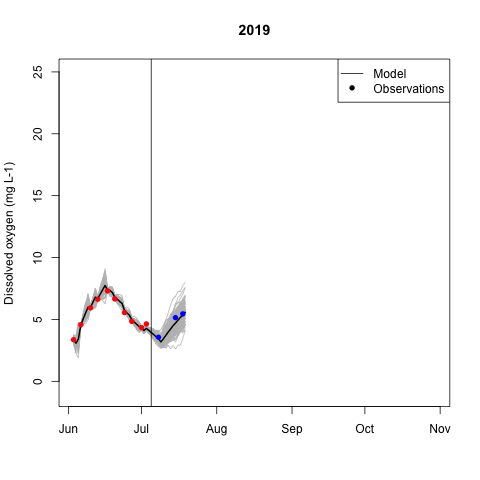 2019
Model
Observations
Dissolved oxygen (mg L-1)
25
20
15
10
5
0
Jun Jul Aug Sep Oct Nov